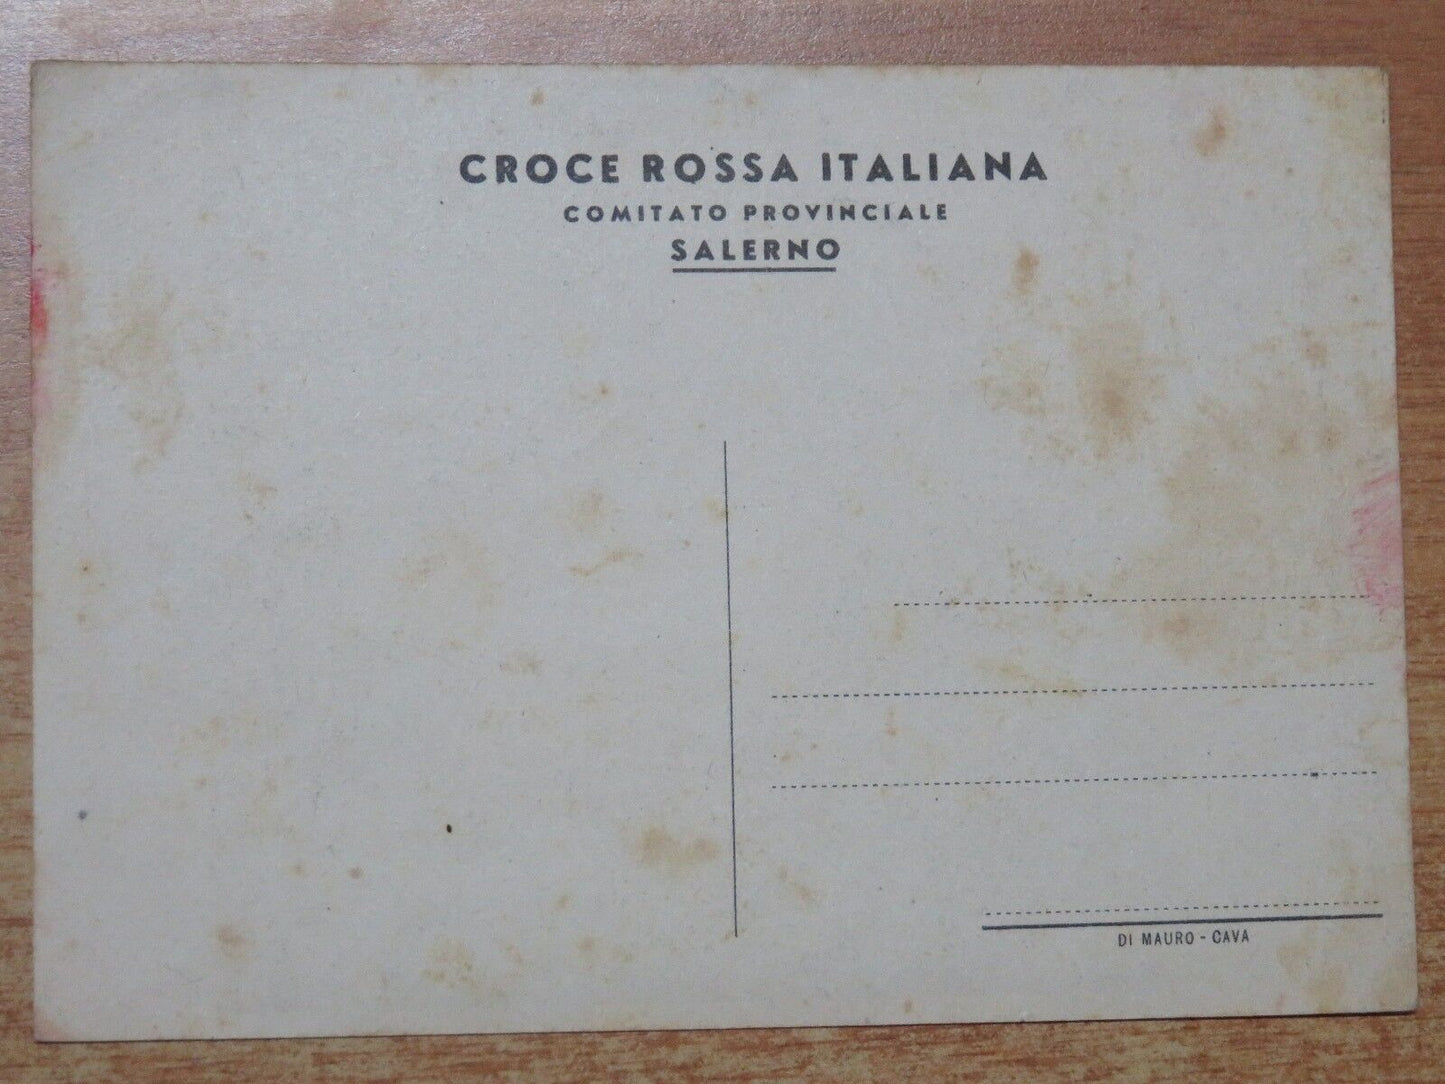 CROCE ROSSA ITALIANA
COMITATO PROVINCIALE
SALERNO
DI MAURO - CAVA